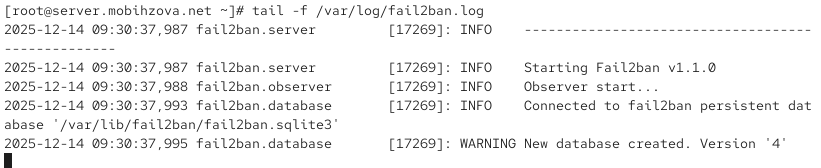 [root@server.mobihzova.net ~]# tail -f /var/log/fail2ban.log
2025-12-14 09:30:37,987 fail2ban.server         [17269]: INFO    ------------------------------------
--------------
2025-12-14 09:30:37,987 fail2ban.server         [17269]: INFO    Starting Fail2ban v1.1.0
2025-12-14 09:30:37,988 fail2ban.observer       [17269]: INFO    Observer start...
2025-12-14 09:30:37,993 fail2ban.database       [17269]: INFO    Connected to fail2ban persistent dat
abase '/var/lib/fail2ban/fail2ban.sqlite3'
2025-12-14 09:30:37,995 fail2ban.database       [17269]: WARNING New database created. Version '4'